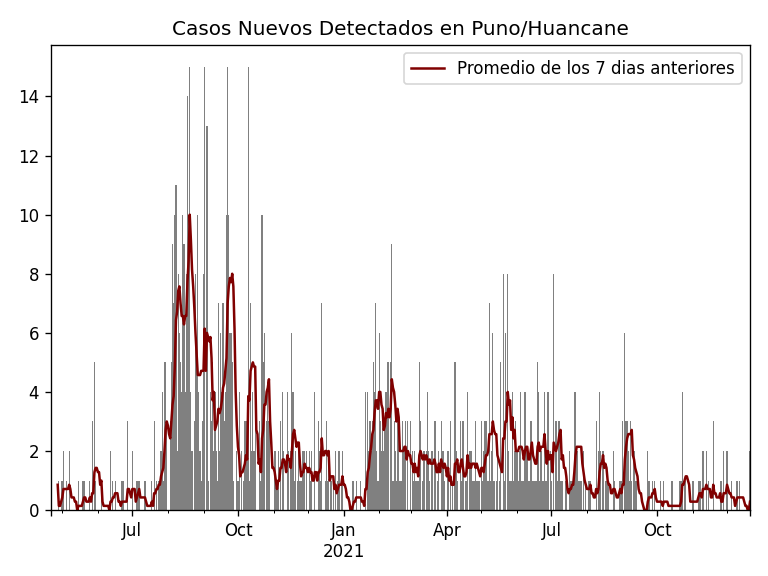 Casos Nuevos Detectados en Puno/Huancane
Promedio de los 7 dias anteriores
14
12
10
8
6
4
2
0
Jul
Oct
Jan
2021
Apr
Jul
Oct